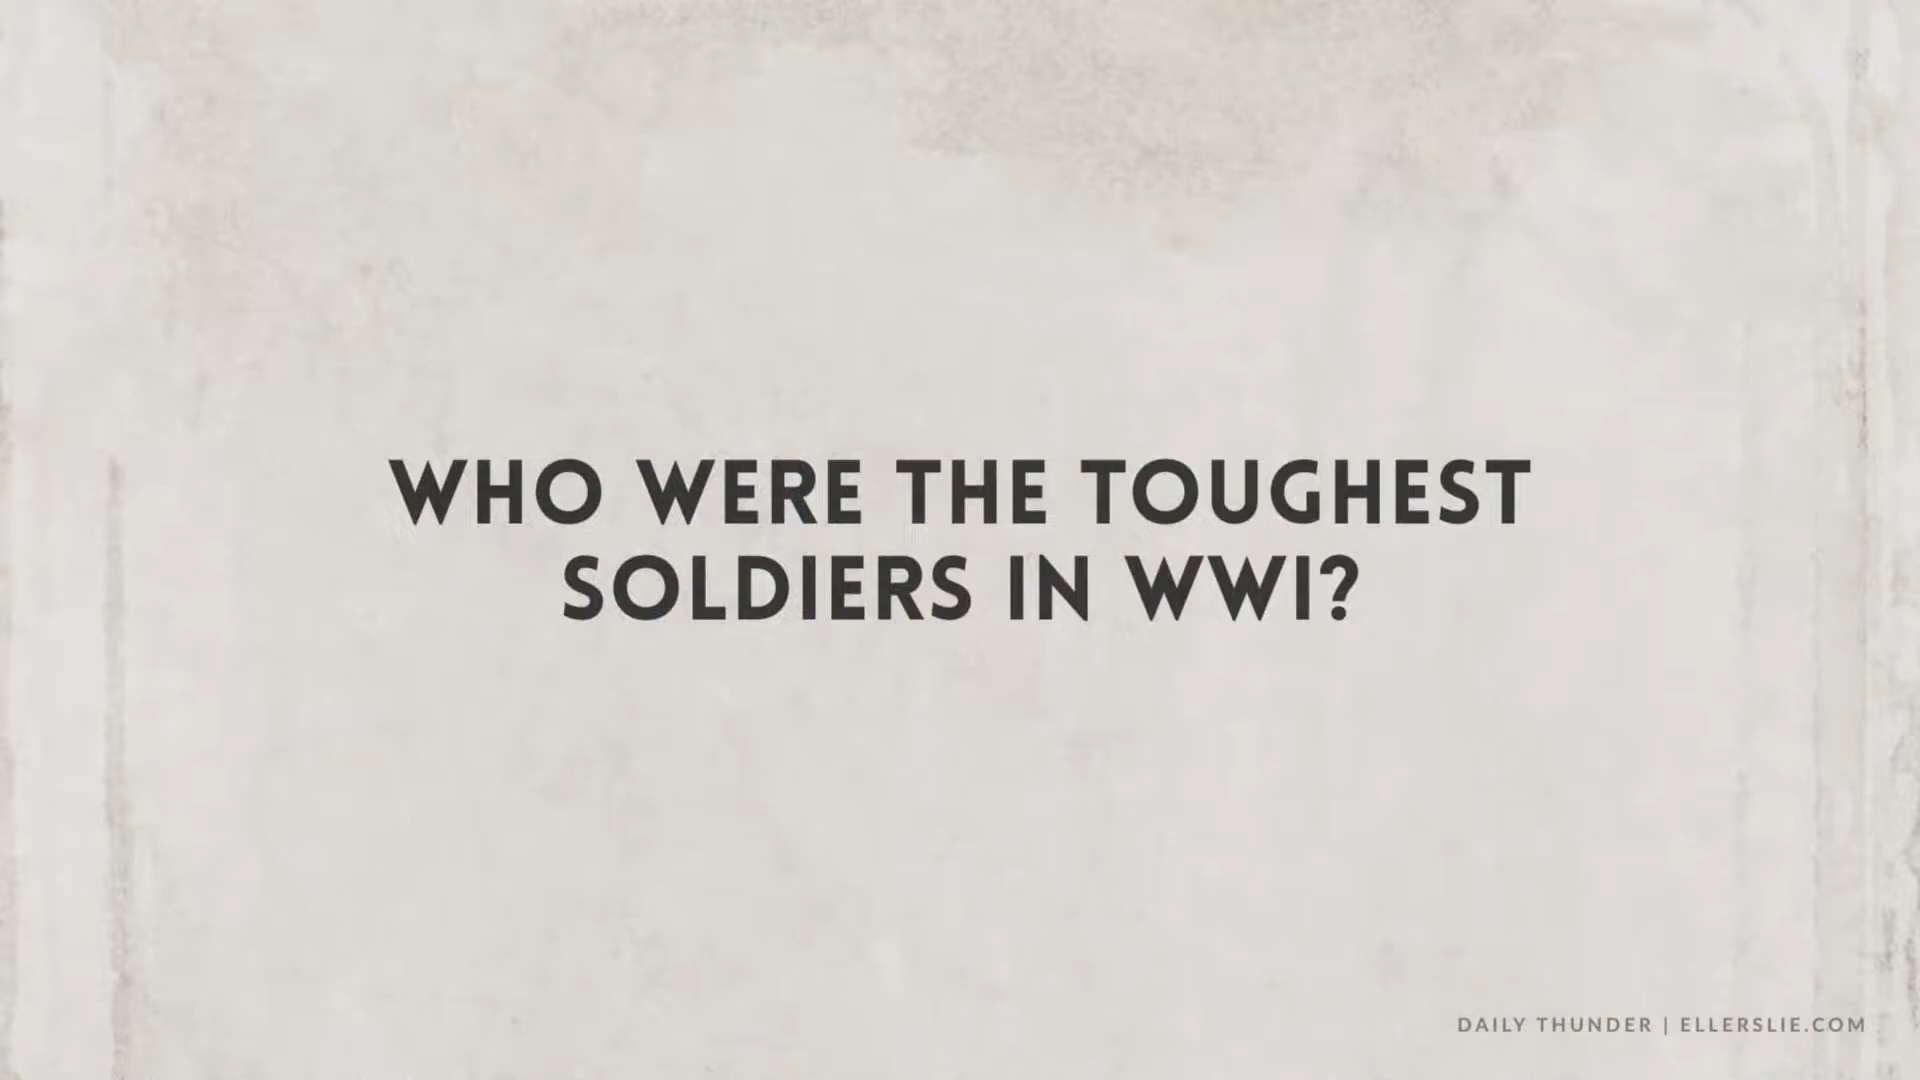 WHO WERE THE TOUGHEST
SOLDIERS IN WWI?
DAILY THUNDER | ELLERSLIE.COM